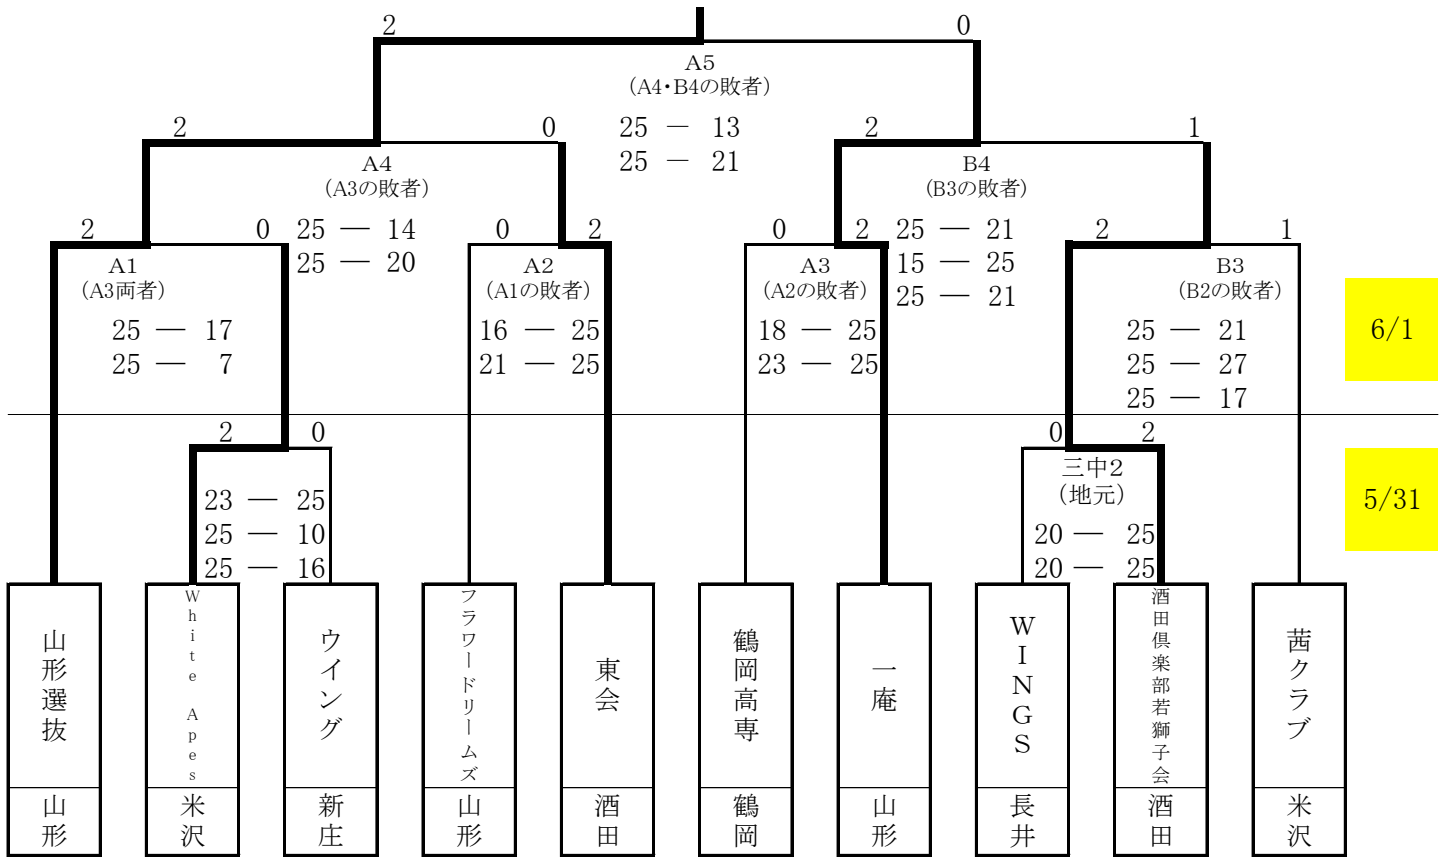 2 0
A5
（A4・B4の敗者）
25 ― 13
25 ― 21
2 0
A4
（A3の敗者）
25 ― 14
25 ― 20
2 1
B4
（B3の敗者）
25 ― 21
15 ― 25
25 ― 21
2 0
A1
（A3両者）
25 ― 17
25 ― 7
0 2
A2
（A1の敗者）
16 ― 25
21 ― 25
0 2
A3
（A2の敗者）
18 ― 25
23 ― 25
2 1
B3
（B2の敗者）
25 ― 21
25 ― 27
25 ― 17
6/1
2 0
23 ― 25
25 ― 10
25 ― 16
0 2
三中2
（地元）
20 ― 25
20 ― 25
5/31
山形選抜
White Apes
ウイング
フラワードリームズ
東会
鶴岡高専
一庵
WINGS
酒田倶楽部若獅子会
茜クラブ
山形
米沢
新庄
山形
酒田
鶴岡
山形
長井
酒田
米沢